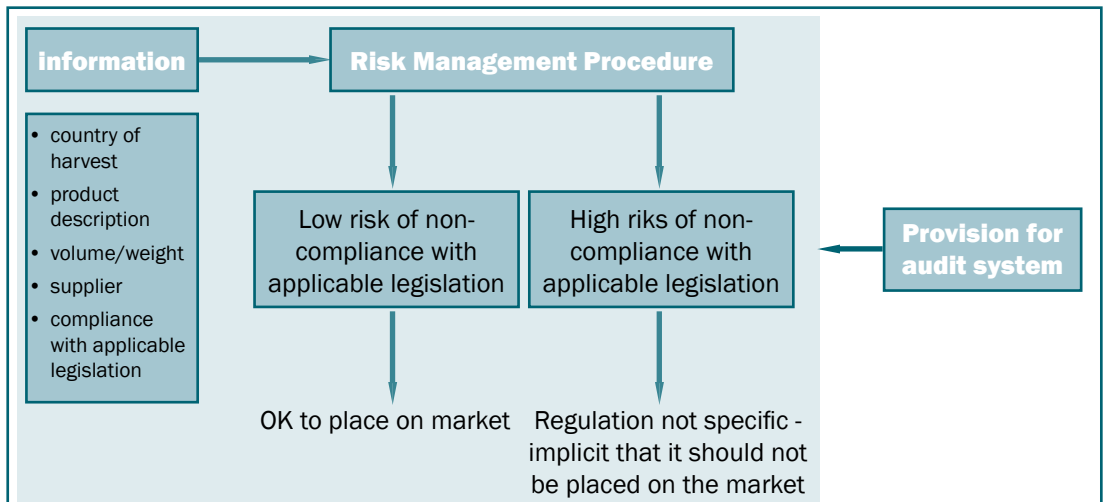 information
Risk Management Procedure
• country of
harvest
• product
description
• volume/weight
• supplier
• compliance
with applicable
legislation
Low risk of non-
compliance with
applicable legislation
High riks of non-
compliance with
applicable legislation
Provision for
audit system
OK to place on market
Regulation not specific -
implicit that it should not
be placed on the market